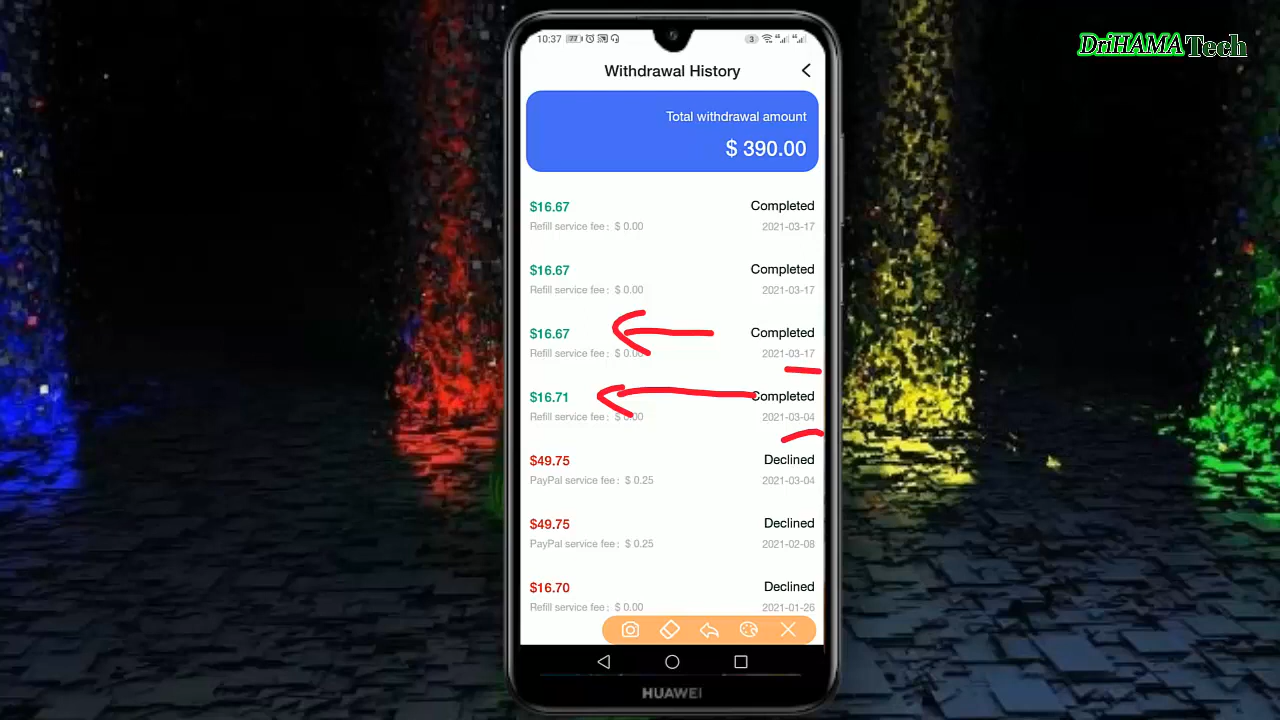 DriHAMA Tech
10:37
77
3
Withdrawal History
Total withdrawal amount
$ 390.00
$16.67 Completed
Refill service fee : $ 0.00 2021-03-17
$16.67 Completed
Refill service fee : $ 0.00 2021-03-17
$16.67 Completed
Refill service fee : $ 0.00 2021-03-17
$16.71 Completed
Refill service fee : $ 0.00 2021-03-04
$49.75 Declined
PayPal service fee : $ 0.25 2021-03-04
$49.75 Declined
PayPal service fee : $ 0.25 2021-02-08
$16.70 Declined
Refill service fee : $ 0.00 2021-01-26
HUAWEI